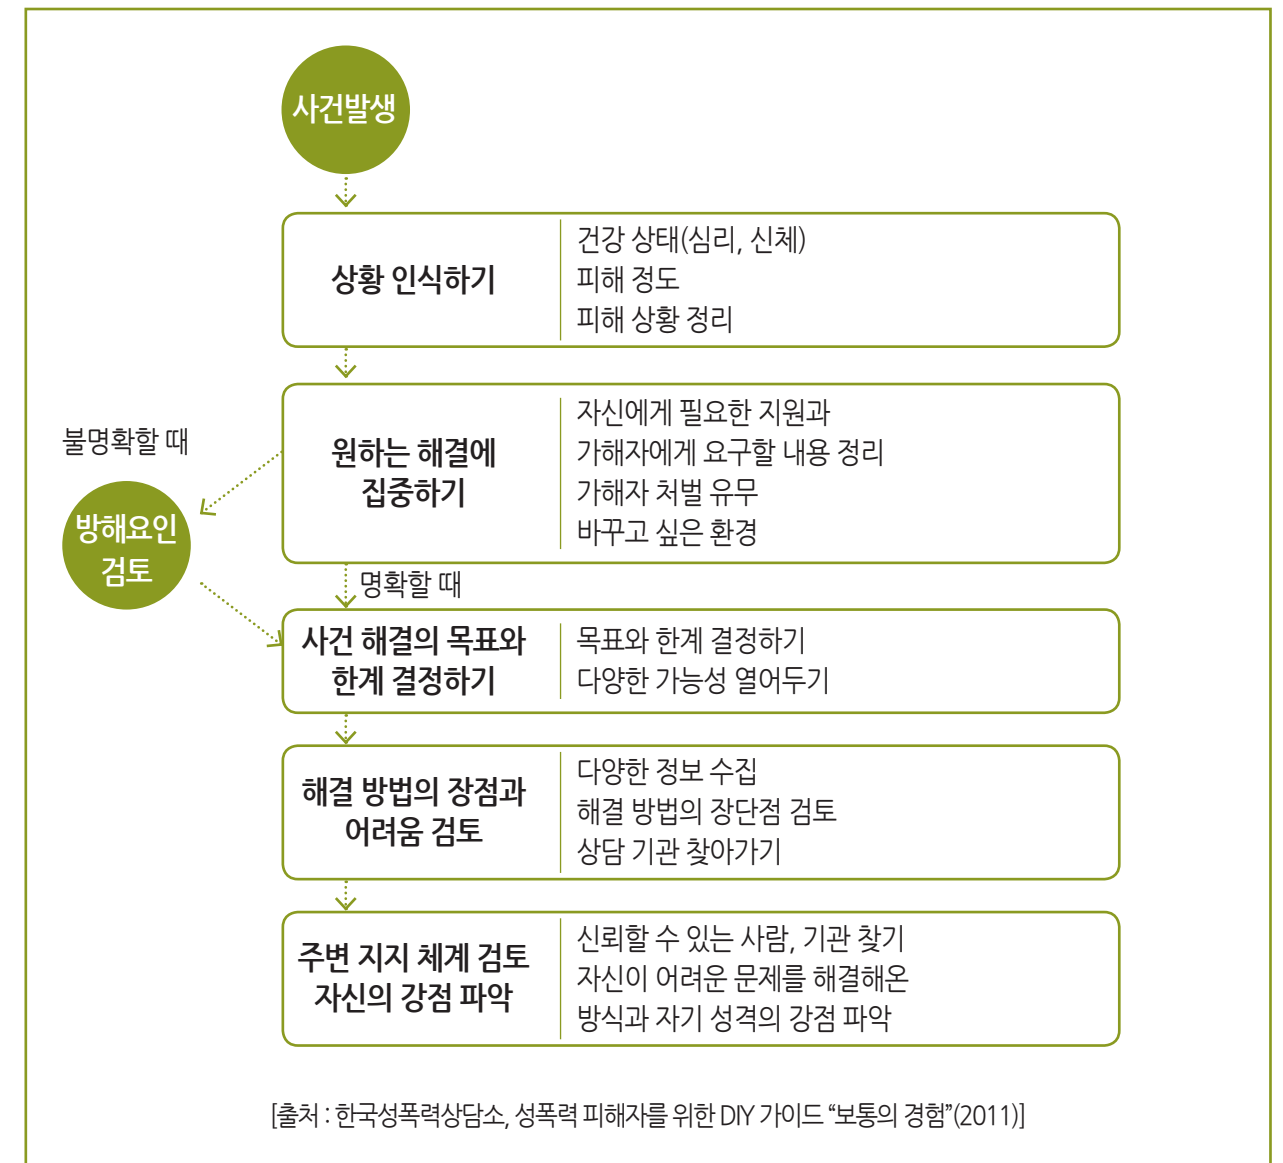 사건발생
상황 인식하기
건강 상태(심리, 신체)
피해 정도
피해 상황 정리
불명확할 때
방해요인
검토
원하는 해결에
집중하기
자신에게 필요한 지원과
가해자에게 요구할 내용 정리
가해자 처벌 유무
바꾸고 싶은 환경
명확할 때
사건 해결의 목표와
한계 결정하기
목표와 한계 결정하기
다양한 가능성 열어두기
해결 방법의 장점과
어려움 검토
다양한 정보 수집
해결 방법의 장단점 검토
상담 기관 찾아가기
주변 지지 체계 검토
자신의 강점 파악
신뢰할 수 있는 사람, 기관 찾기
자신이 어려운 문제를 해결해온
방식과 자기 성격의 강점 파악
[출처 : 한국성폭력상담소, 성폭력 피해자를 위한 DIY 가이드 “보통의 경험”(2011)]